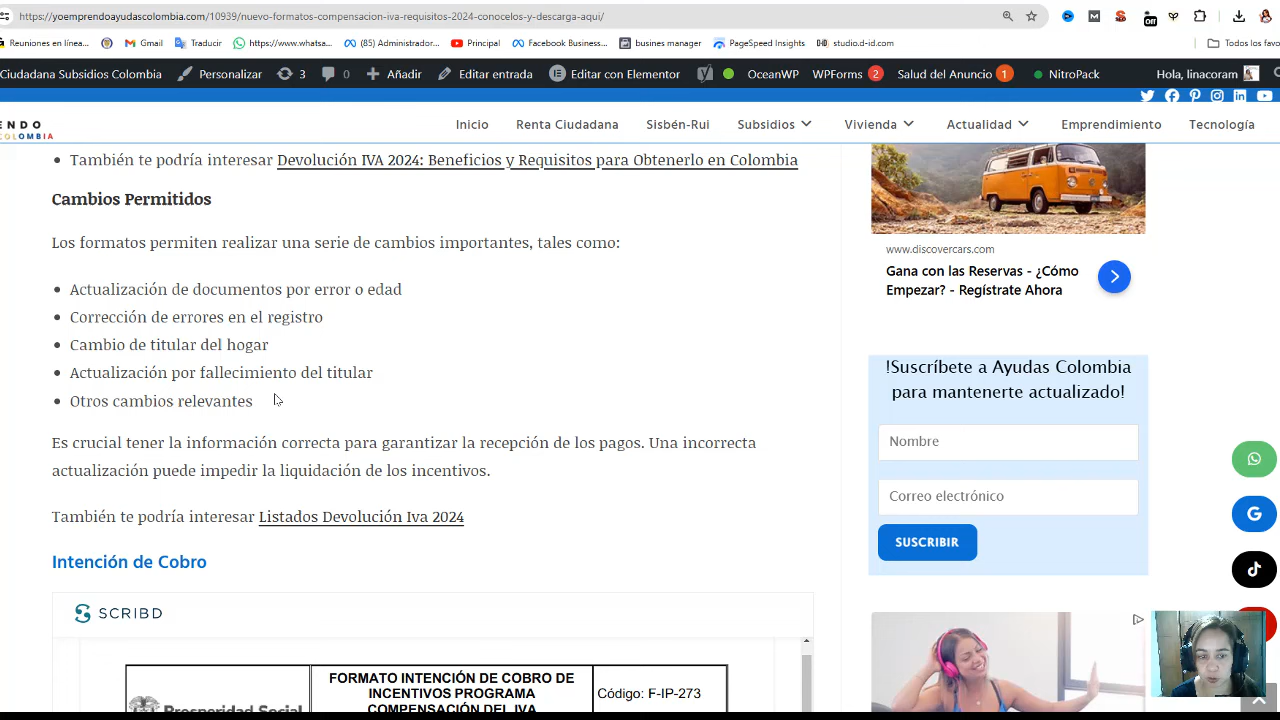 https://yoemprendoayudascolombia.com/10939/nuevo-formatos-compensacion-iva-requisitos-2024-conocelos-y-descarga-aqui/
Off
Reuniones en línea...
Gmail
Traducir
https://www.whatsa...
(85) Administrador...
Principal
Facebook Business...
busines manager
PageSpeed Insights
studio.d-id.com
Todos los favo
Ciudadana Subsidios Colombia
Personalizar
3
0
Añadir
Editar entrada
Editar con Elementor
OceanWP
WPForms 2
Salud del Anuncio 1
NitroPack
Hola, linacoram
ENDO
COLOMBIA
Inicio
Renta Ciudadana
Sisbén-Rui
Subsidios
Vivienda
Actualidad
Emprendimiento
Tecnología
• También te podría interesar Devolución IVA 2024: Beneficios y Requisitos para Obtenerlo en Colombia
Cambios Permitidos
Los formatos permiten realizar una serie de cambios importantes, tales como:
• Actualización de documentos por error o edad
• Corrección de errores en el registro
• Cambio de titular del hogar
• Actualización por fallecimiento del titular
• Otros cambios relevantes
Es crucial tener la información correcta para garantizar la recepción de los pagos. Una incorrecta
actualización puede impedir la liquidación de los incentivos.
También te podría interesar Listados Devolución Iva 2024
Intención de Cobro
SCRIBD
Prosperidad Social
FORMATO INTENCIÓN DE COBRO DE
INCENTIVOS PROGRAMA
COMPENSACIÓN DEL IVA
Código: F-IP-273
www.discovercars.com
Gana con las Reservas - ¿Cómo
Empezar? - Regístrate Ahora
!Suscríbete a Ayudas Colombia
para mantenerte actualizado!
Nombre
Correo electrónico
SUSCRIBIR